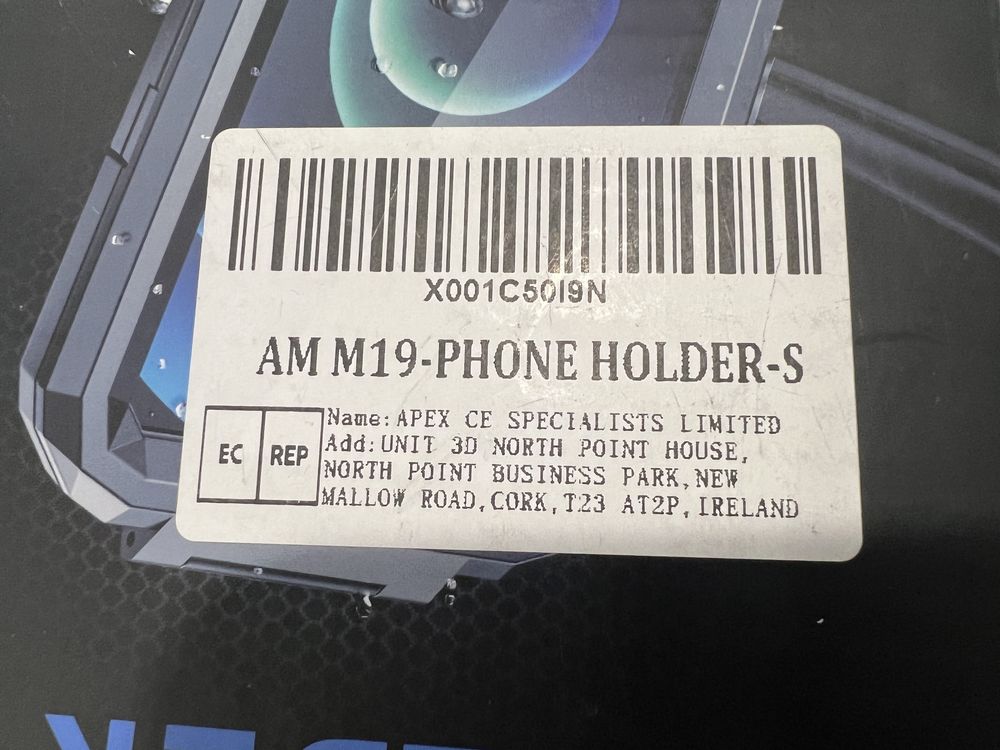 X001C50I9N
AM M19-PHONE HOLDER-S
EC REP
Name:APEX CE SPECIALISTS LIMITED
Add:UNIT 3D NORTH POINT HOUSE,
NORTH POINT BUSINESS PARK,NEW
MALLOW ROAD,CORK,T23 AT2P,IRELAND